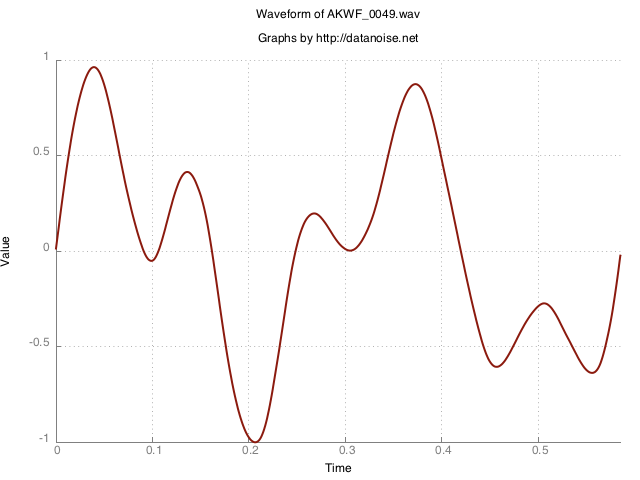 Waveform of AKWF_0049.wav
Graphs by http://datanoise.net
1
0.5
0
-0.5
-1
Value
0 0.1 0.2 0.3 0.4 0.5
Time